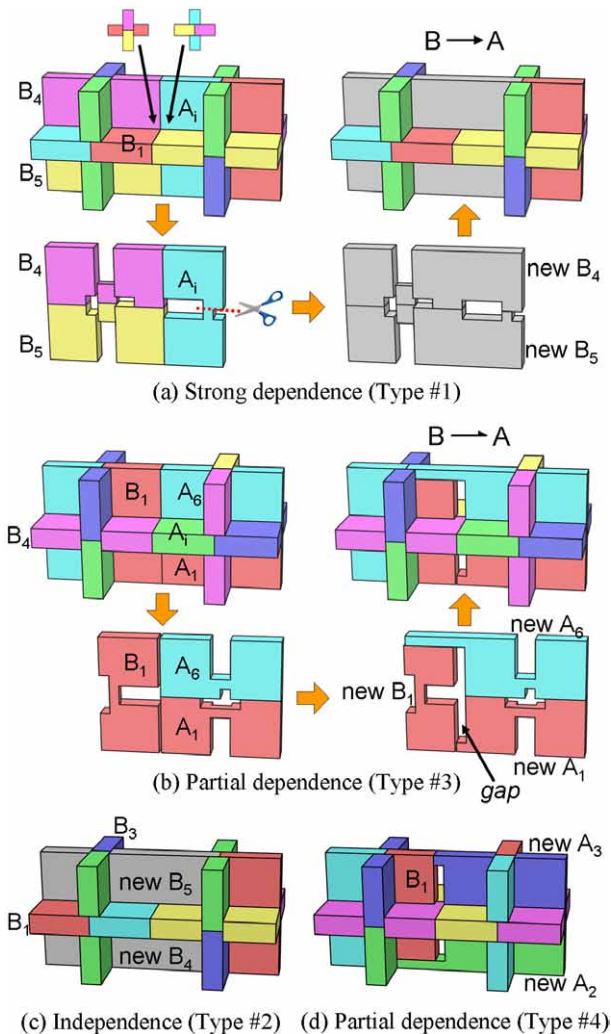 B → A
B4
Ai
B1
B5
B4
Ai
B5
new B4
new B5
(a) Strong dependence (Type #1)
B ⇀ A
B1
A6
B4
Ai
A1
new A6
B1
A6
new B1
A1
new A1
gap
(b) Partial dependence (Type #3)
B3
new A3
new B5
B1
B1
new B4
new A2
(c) Independence (Type #2)
(d) Partial dependence (Type #4)